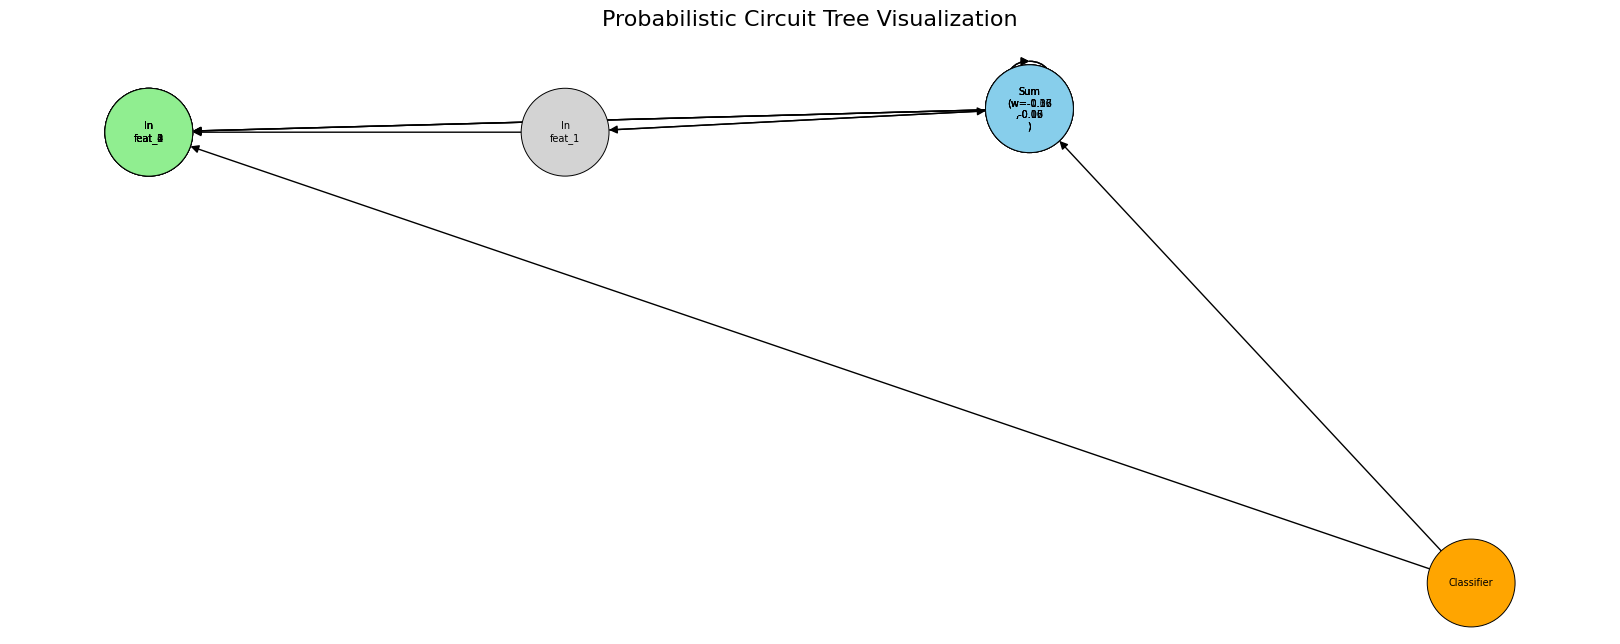 Probabilistic Circuit Tree Visualization
Sum
In
In
feat_1
)
Classifier